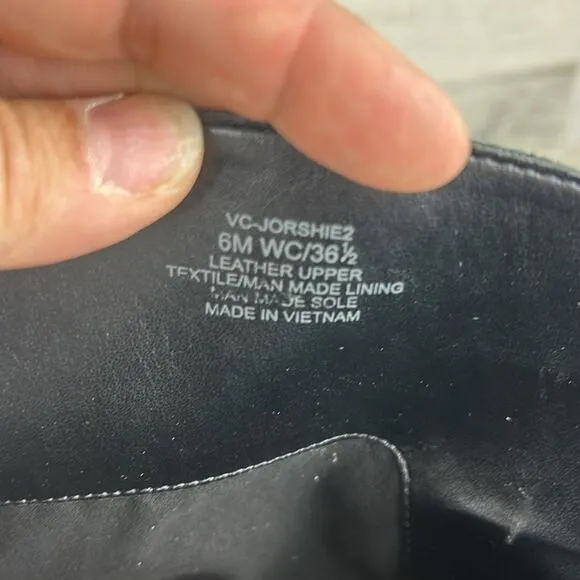 VC-JORSHIE2
6M WC/36½
LEATHER UPPER
TEXTILE/MAN MADE LINING
MAN MADE SOLE
MADE IN VIETNAM